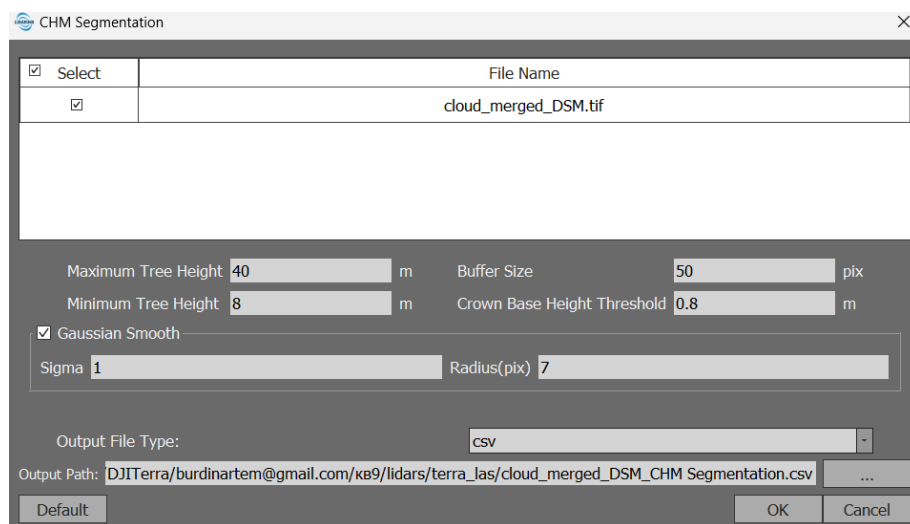 CHM Segmentation
Select File Name
cloud_merged_DSM.tif
Maximum Tree Height 40 m Buffer Size 50 pix
Minimum Tree Height 8 m Crown Base Height Threshold 0.8 m
Gaussian Smooth
Sigma 1 Radius(pix) 7
Output File Type: csv
Output Path: DJITerra/burdinartem@gmail.com/кв9/lidars/terra_las/cloud_merged_DSM_CHM Segmentation.csv ...
Default OK Cancel